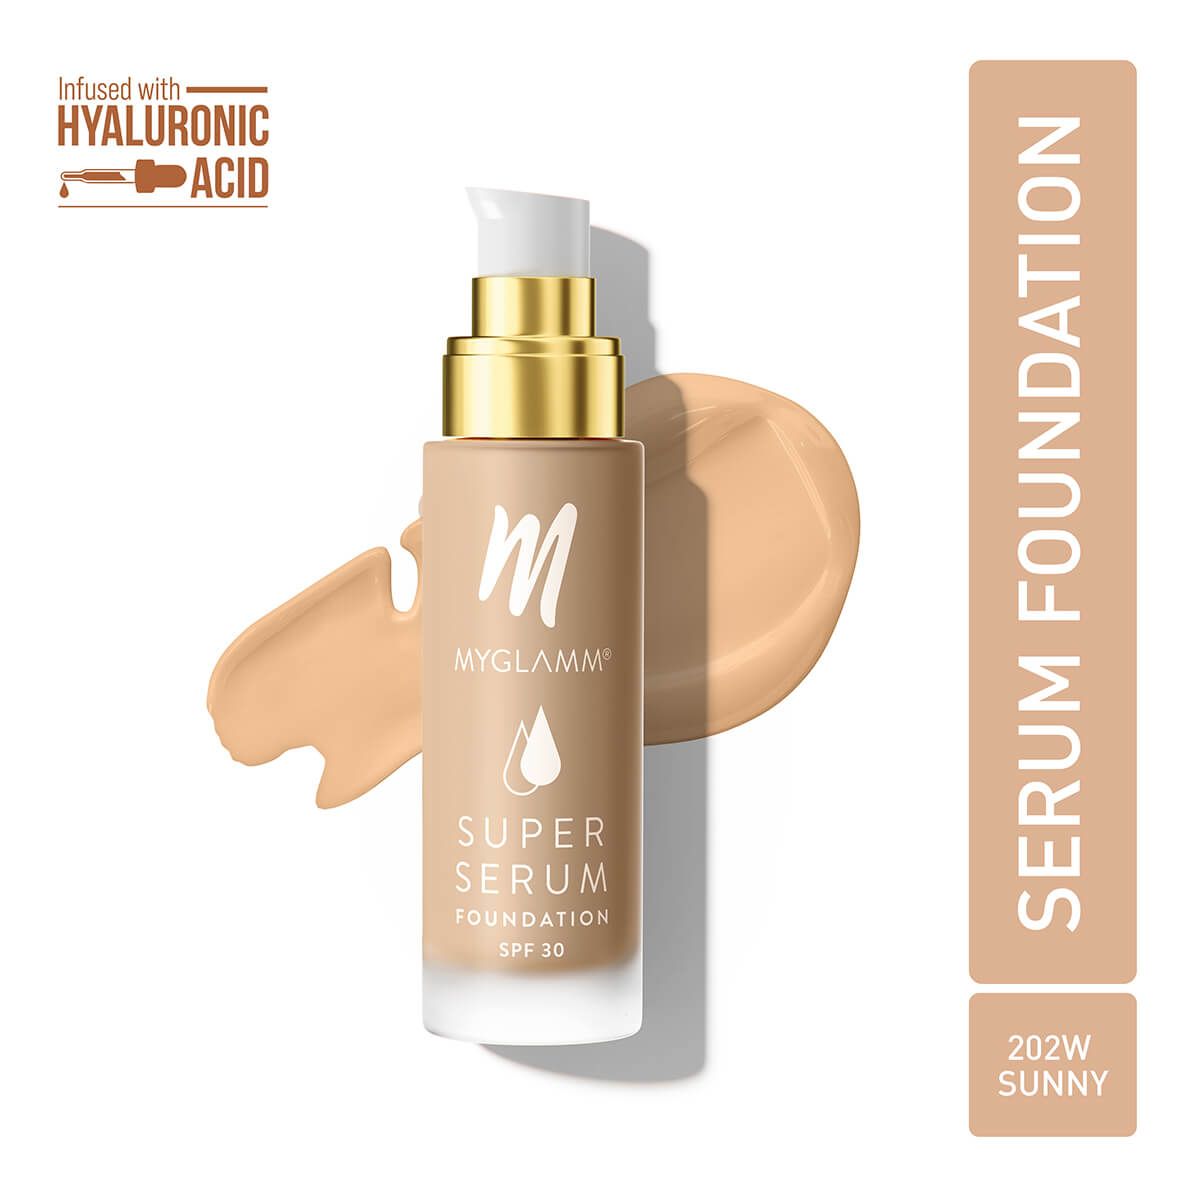 Infused with
HYALURONIC
ACID
M
MYGLAMM®
SUPER
SERUM
FOUNDATION
SPF 30
SERUM FOUNDATION
202W
SUNNY